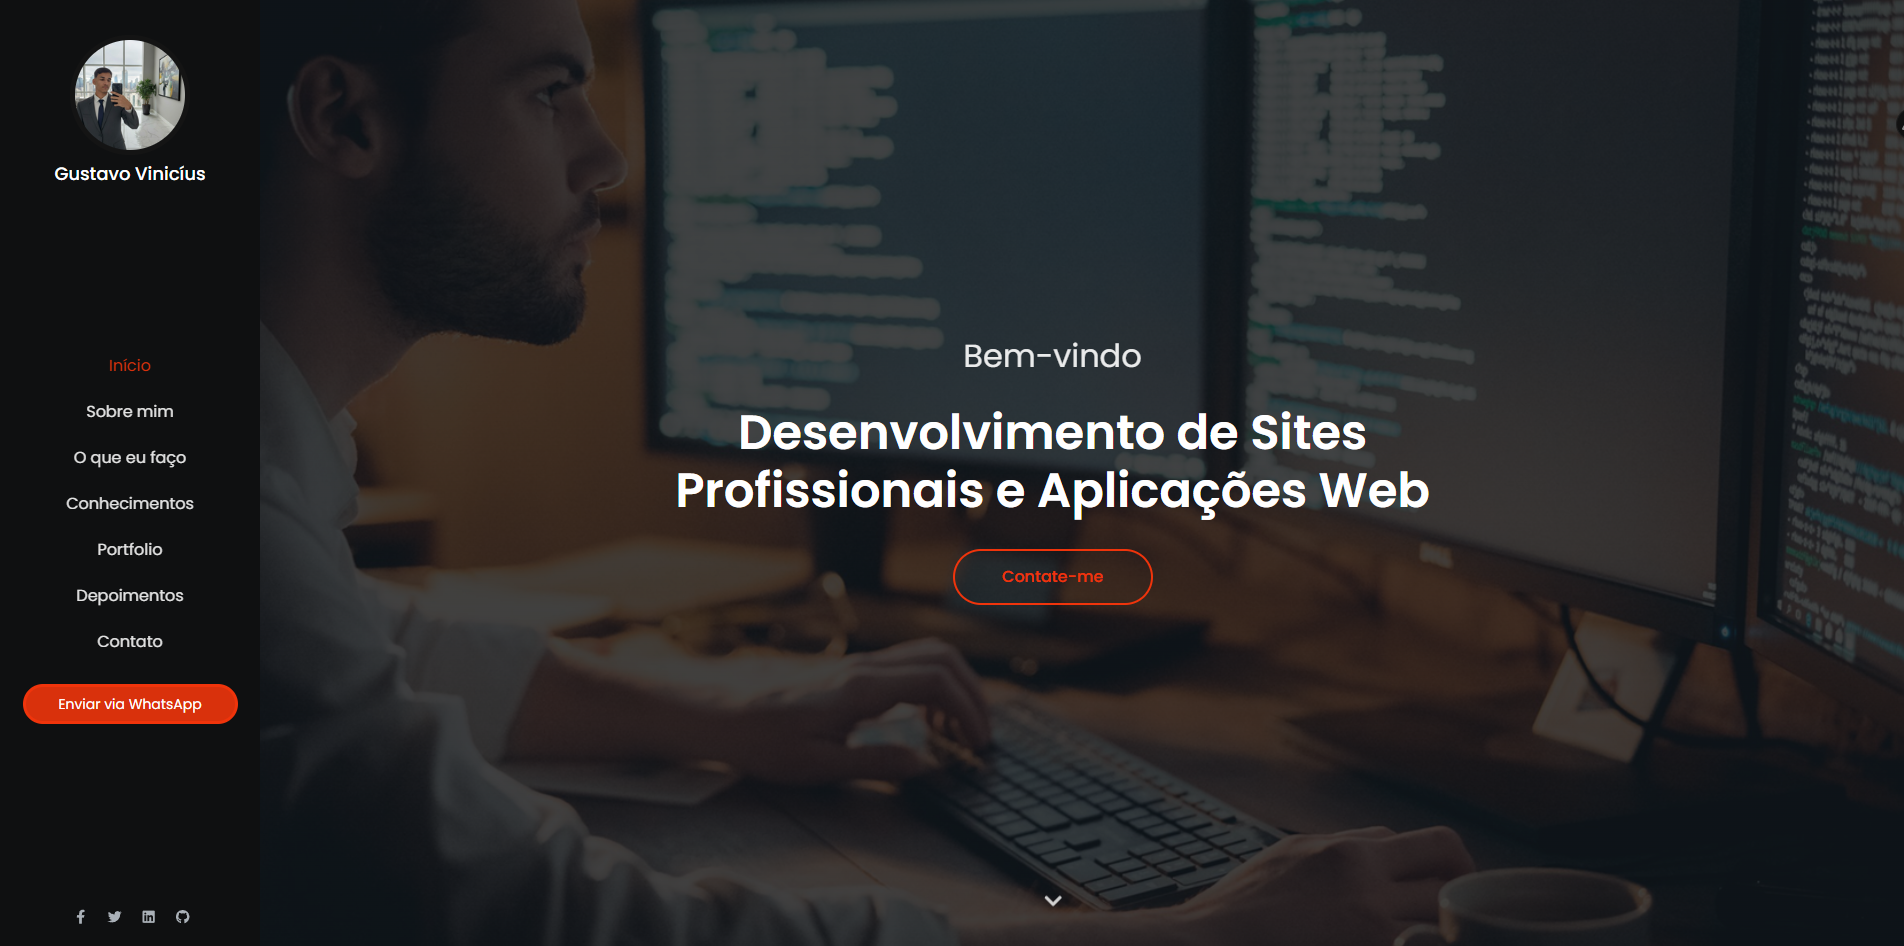 Gustavo Vinicíus
Início
Sobre mim
O que eu faço
Conhecimentos
Portfolio
Depoimentos
Contato
Enviar via WhatsApp
Bem-vindo
Desenvolvimento de Sites
Profissionais e Aplicações Web
Contate-me